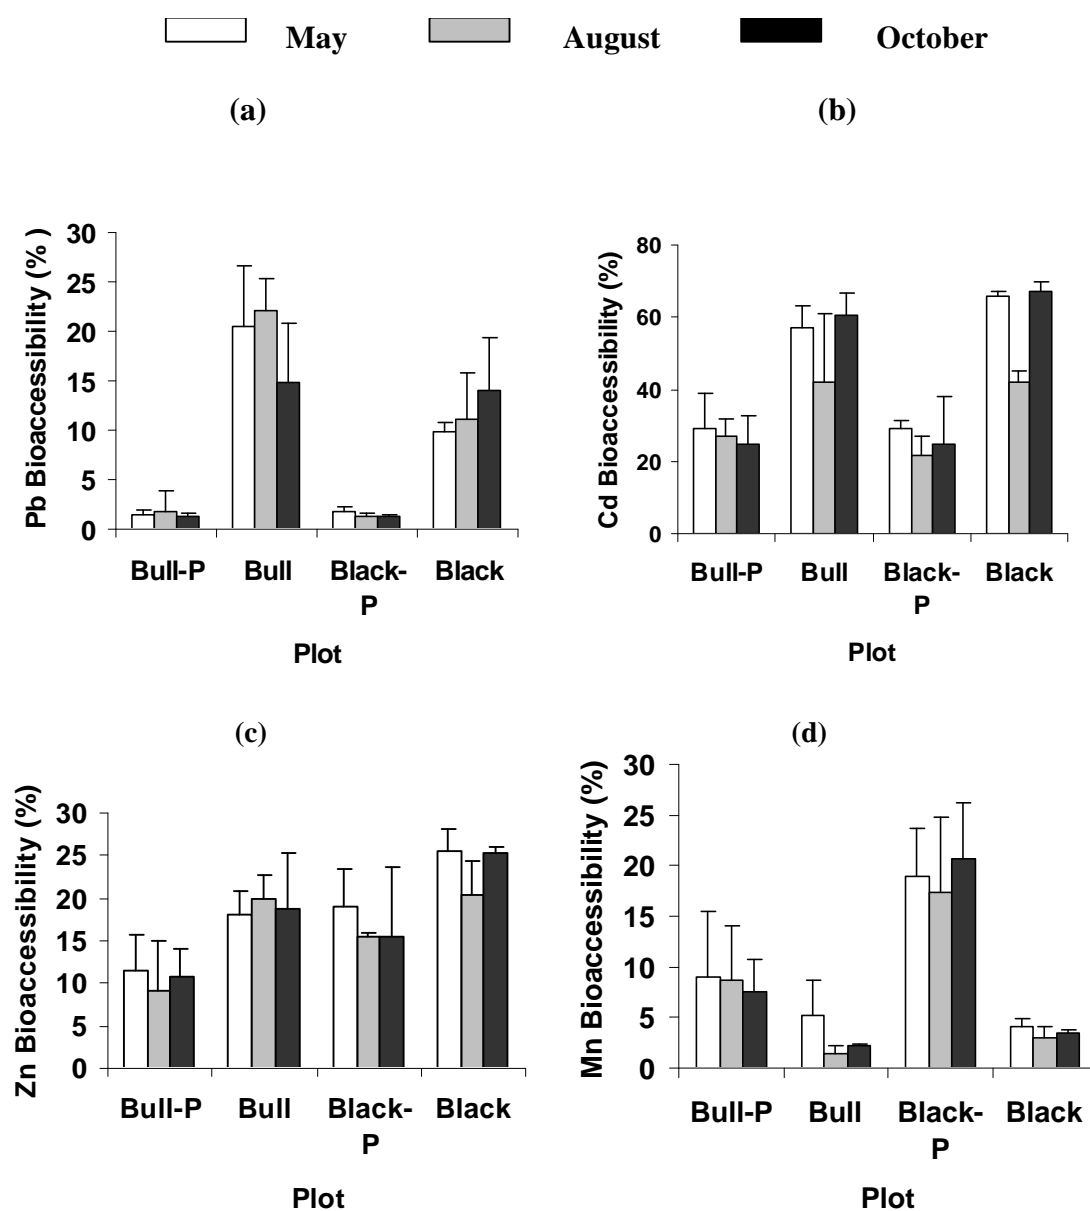 May August October
(a) (b)
Pb Bioaccessibility (% )
30
25
20
15
10
5
0
Bull-P Bull Black- Black
P
Plot
Cd Bioaccessibility (%)
80
60
40
20
0
Bull-P Bull Black- Black
P
Plot
(c) (d)
Zn Bioaccessibility (%)
30
25
20
15
10
5
0
Bull-P Bull Black- Black
P
Plot
Mn Bioaccessibility (%)
30
25
20
15
10
5
0
Bull-P Bull Black- Black
P
Plot